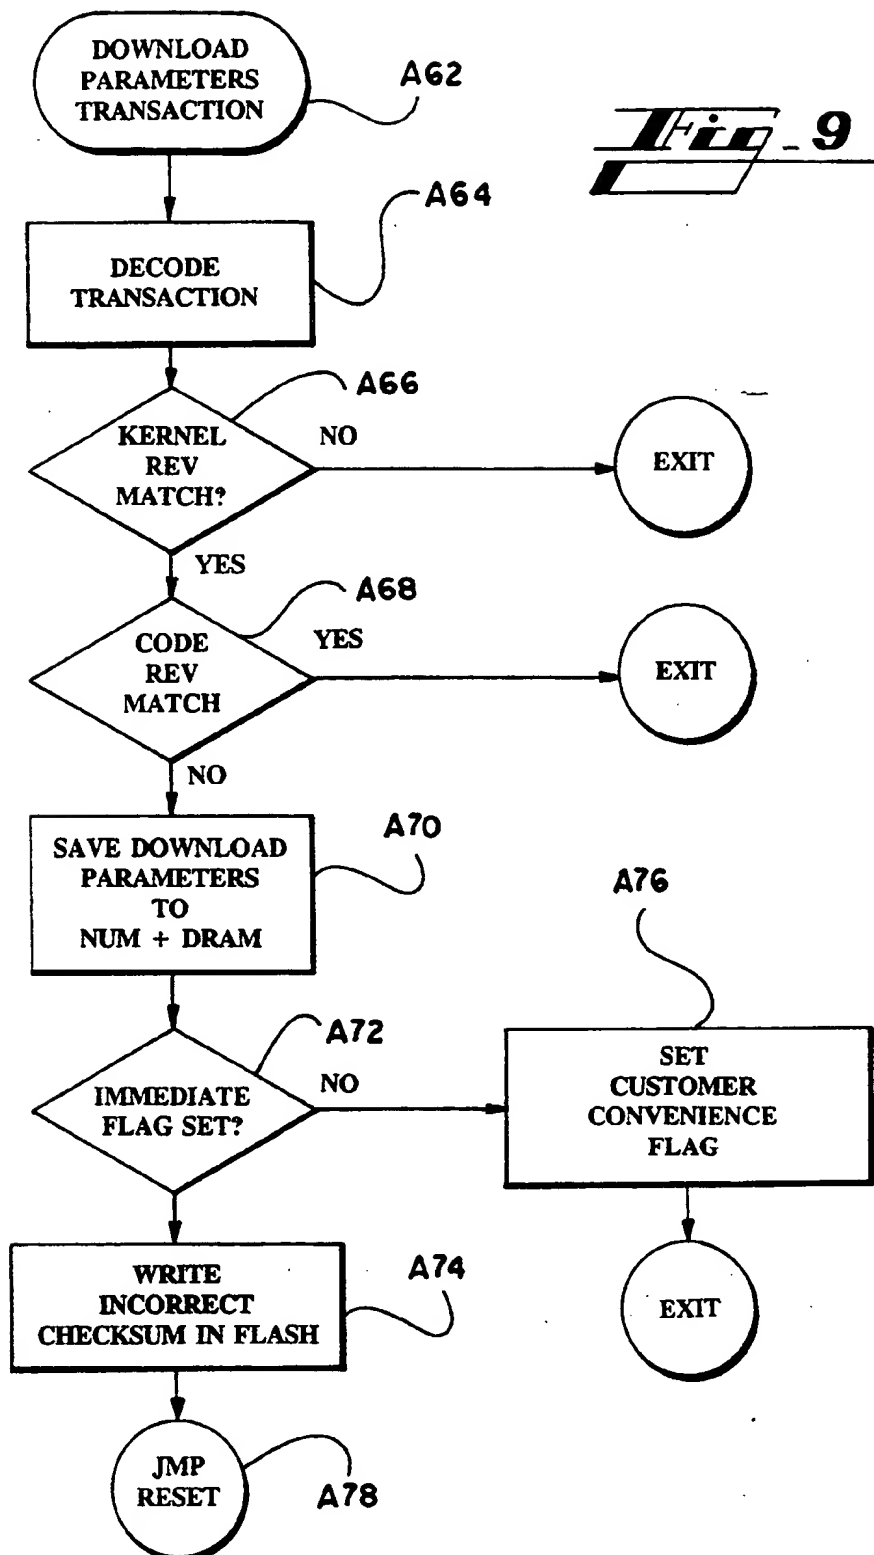 DOWNLOAD
PARAMETERS
TRANSACTION
A62
Fig_9
A64
DECODE
TRANSACTION
A66
KERNEL
REV
MATCH?
NO
EXIT
YES
A68
CODE
REV
MATCH
YES
EXIT
NO
A70
SAVE DOWNLOAD
PARAMETERS
TO
NUM + DRAM
A76
A72
IMMEDIATE
FLAG SET?
NO
SET
CUSTOMER
CONVENIENCE
FLAG
WRITE
INCORRECT
CHECKSUM IN FLASH
A74
EXIT
JMP
RESET
A78